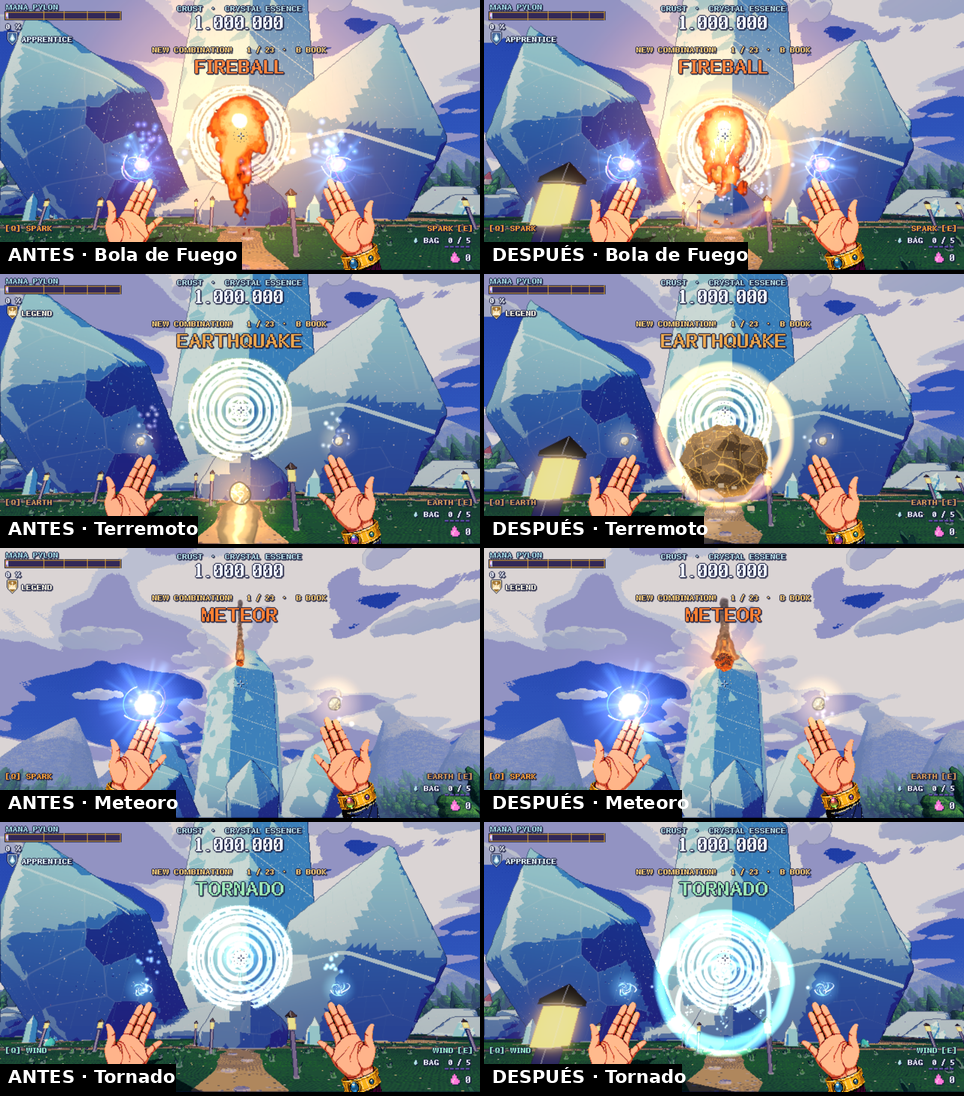 MANA PYLON
CRUST · CRYSTAL ESSENCE
1.000.000
0 %
APPRENTICE
NEW COMBINATION! 1 / 23 · B BOOK
FIREBALL
[Q] SPARK
SPARK [E]
BAG 0 / 5
0
ANTES · Bola de Fuego
MANA PYLON
CRUST · CRYSTAL ESSENCE
1.000.000
0 %
APPRENTICE
NEW COMBINATION! 1 / 23 · B BOOK
FIREBALL
[Q] SPARK
SPARK [E]
BAG 0 / 5
0
DESPUÉS · Bola de Fuego
MANA PYLON
CRUST · CRYSTAL ESSENCE
1.000.000
0 %
LEGEND
NEW COMBINATION! 1 / 23 · B BOOK
EARTHQUAKE
[Q] EARTH
EARTH [E]
BAG 0 / 5
0
ANTES · Terremoto
MANA PYLON
CRUST · CRYSTAL ESSENCE
1.000.000
0 %
LEGEND
NEW COMBINATION! 1 / 23 · B BOOK
EARTHQUAKE
[Q] EARTH
EARTH [E]
BAG 0 / 5
0
DESPUÉS · Terremoto
MANA PYLON
CRUST · CRYSTAL ESSENCE
1.000.000
0 %
LEGEND
NEW COMBINATION! 1 / 23 · B BOOK
METEOR
[Q] SPARK
EARTH [E]
BAG 0 / 5
0
ANTES · Meteoro
MANA PYLON
CRUST · CRYSTAL ESSENCE
1.000.000
0 %
LEGEND
NEW COMBINATION! 1 / 23 · B BOOK
METEOR
[Q] SPARK
EARTH [E]
BAG 0 / 5
0
DESPUÉS · Meteoro
MANA PYLON
CRUST · CRYSTAL ESSENCE
1.000.000
0 %
APPRENTICE
NEW COMBINATION! 1 / 23 · B BOOK
TORNADO
[Q] WIND
WIND [E]
BAG 0 / 5
0
ANTES · Tornado
MANA PYLON
CRUST · CRYSTAL ESSENCE
1.000.000
0 %
APPRENTICE
NEW COMBINATION! 1 / 23 · B BOOK
TORNADO
[Q] WIND
WIND [E]
BAG 0 / 5
0
DESPUÉS · Tornado